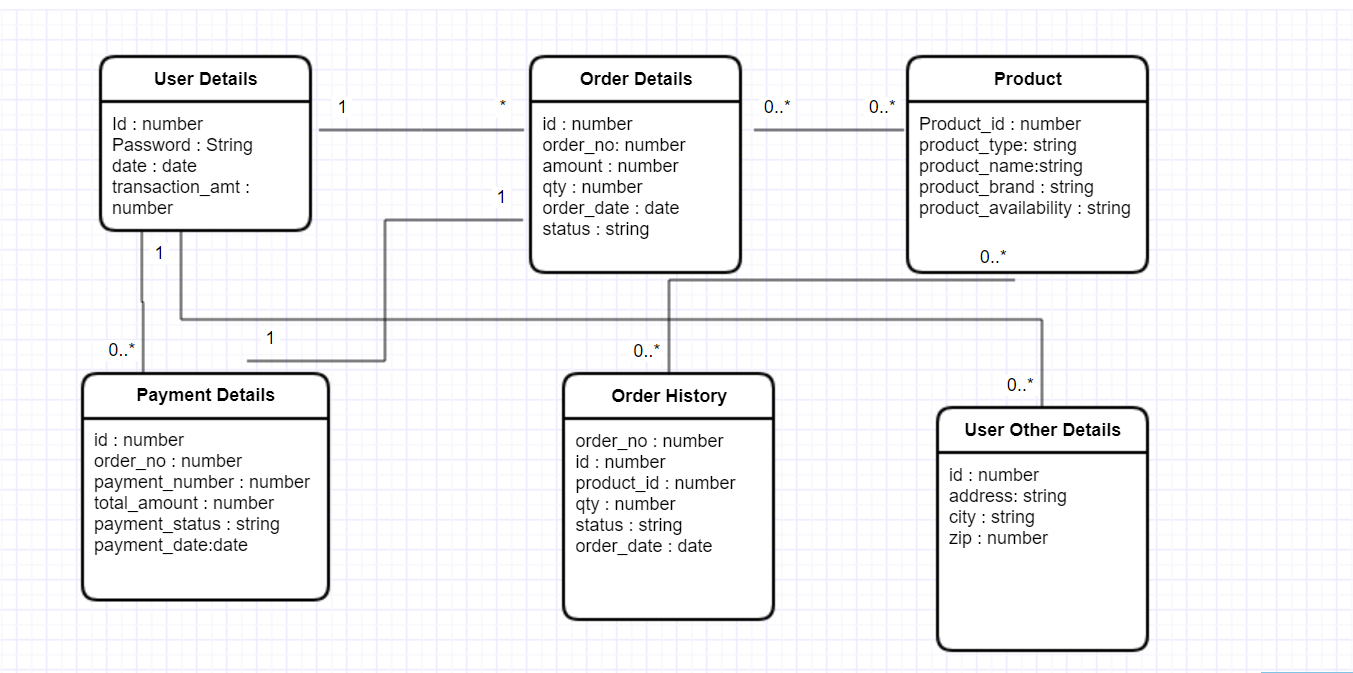 User Details
Id : number
Password : String
date : date
transaction_amt :
number
1
*
Order Details
id : number
order_no: number
amount : number
qty : number
order_date : date
status : string
0..*
0..*
Product
Product_id : number
product_type: string
product_name:string
product_brand : string
product_availability : string
0..*
1
1
0..*
1
Payment Details
id : number
order_no : number
payment_number : number
total_amount : number
payment_status : string
payment_date:date
0..*
Order History
order_no : number
id : number
product_id : number
qty : number
status : string
order_date : date
0..*
User Other Details
id : number
address: string
city : string
zip : number